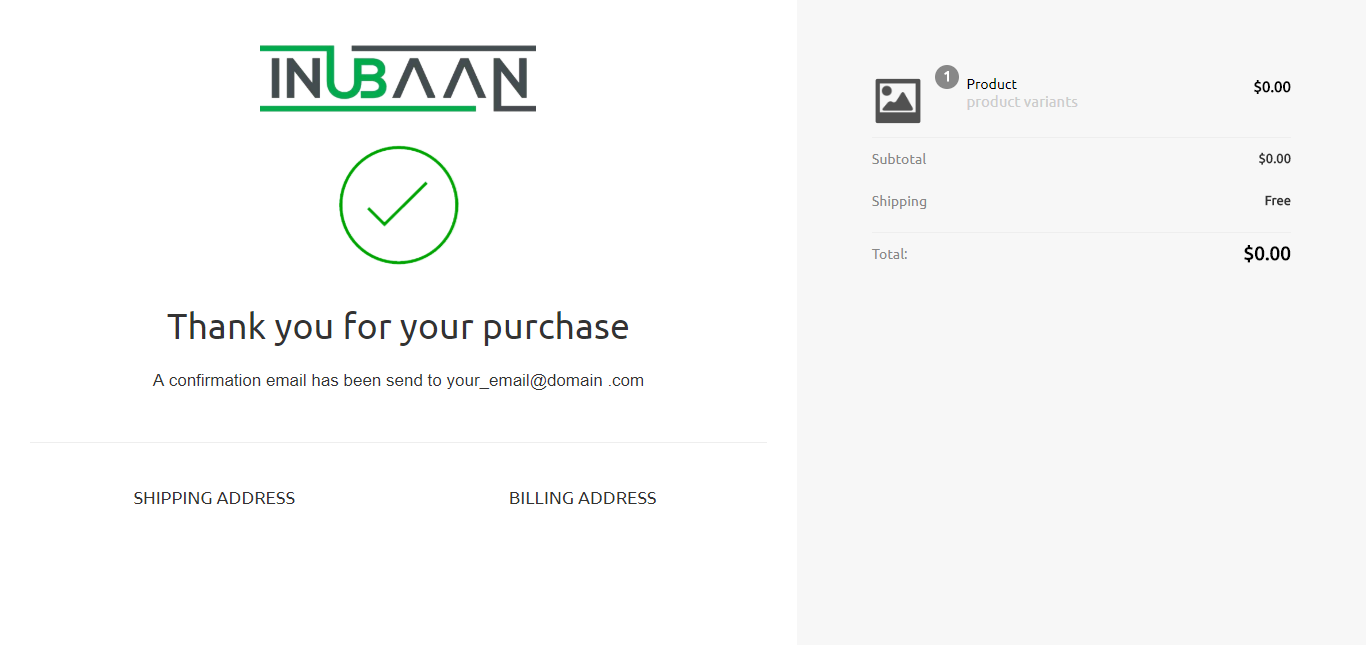 INUBAAN
Thank you for your purchase
A confirmation email has been send to your_email@domain .com
SHIPPING ADDRESS
BILLING ADDRESS
1
Product
$0.00
product variants
Subtotal
$0.00
Shipping
Free
Total:
$0.00